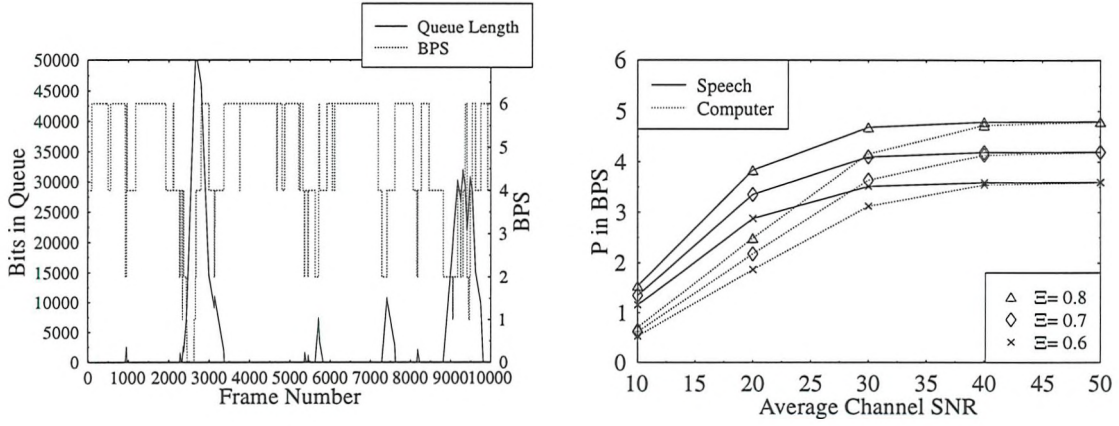 Queue Length
BPS
50000
45000
40000
35000
30000
25000
20000
15000
10000
5000
0
Bits in Queue
6
5
4
3
2
1
0
BPS
0 1000 2000 3000 4000 5000 6000 7000 8000 9000 10000
Frame Number
6
5
4
3
2
1
0
P in BPS
Speech
Computer
Ξ= 0.8
Ξ= 0.7
Ξ= 0.6
10 15 20 25 30 35 40 45 50
Average Channel SNR